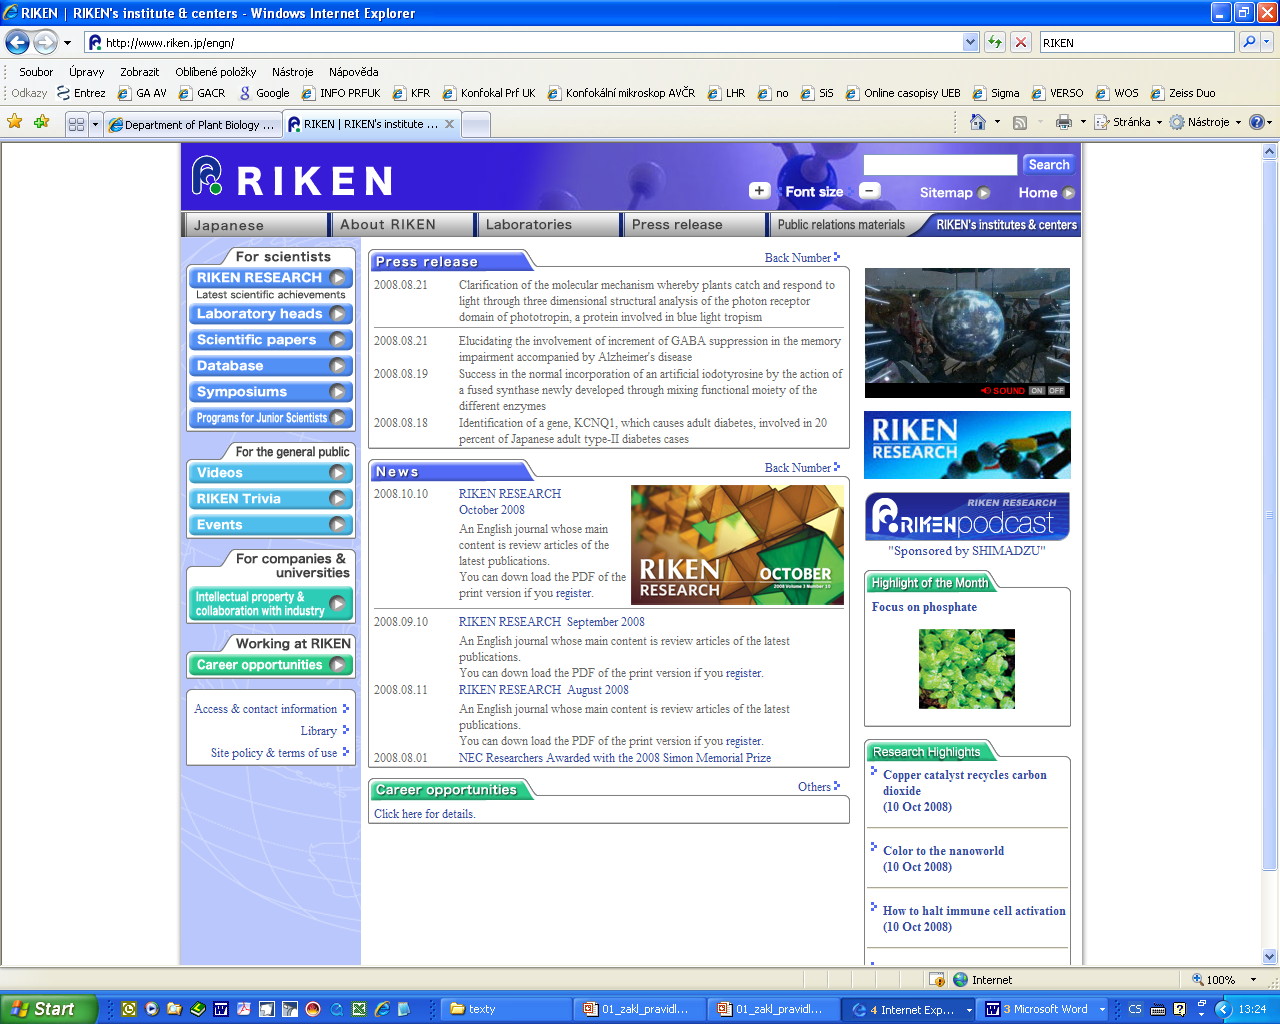 RIKEN | RIKEN's institute & centers - Windows Internet Explorer
http://www.riken.jp/engn/
RIKEN
Soubor Úpravy Zobrazit Oblíbené položky Nástroje Nápověda
Odkazy Entrez GA AV GACR Google INFO PRFUK KFR Konfokal Prf UK Konfokální mikroskop AVČR LHR no SiS Online casopisy UEB Sigma VERSO WOS Zeiss Duo
Department of Plant Biology ...
RIKEN | RIKEN's institute ...
Stránka Nástroje
RIKEN
Search
+ Font size −
Sitemap Home
Japanese
About RIKEN
Laboratories
Press release
Public relations materials
RIKEN's institutes & centers
For scientists
RIKEN RESEARCH
Latest scientific achievements
Laboratory heads
Scientific papers
Database
Symposiums
Programs for Junior Scientists
For the general public
Videos
RIKEN Trivia
Events
For companies &
universities
Intellectual property &
collaboration with industry
Working at RIKEN
Career opportunities
Access & contact information
Library
Site policy & terms of use
Press release
Back Number
2008.08.21 Clarification of the molecular mechanism whereby plants catch and respond to
light through three dimensional structural analysis of the photon receptor
domain of phototropin, a protein involved in blue light tropism
2008.08.21 Elucidating the involvement of increment of GABA suppression in the memory
impairment accompanied by Alzheimer's disease
2008.08.19 Success in the normal incorporation of an artificial iodotyrosine by the action of
a fused synthase newly developed through mixing functional moiety of the
different enzymes
2008.08.18 Identification of a gene, KCNQ1, which causes adult diabetes, involved in 20
percent of Japanese adult type-II diabetes cases
News
Back Number
2008.10.10 RIKEN RESEARCH
October 2008
An English journal whose main
content is review articles of the
latest publications.
You can down load the PDF of the
print version if you register.
RIKEN
RESEARCH
OCTOBER
2008 Volume 3 Number 10
2008.09.10 RIKEN RESEARCH September 2008
An English journal whose main content is review articles of the latest
publications.
You can down load the PDF of the print version if you register.
2008.08.11 RIKEN RESEARCH August 2008
An English journal whose main content is review articles of the latest
publications.
You can down load the PDF of the print version if you register.
2008.08.01 NEC Researchers Awarded with the 2008 Simon Memorial Prize
Career opportunities
Others
Click here for details.
SOUND ON OFF
RIKEN
RESEARCH
RIKEN RESEARCH
RIKENpodcast
"Sponsored by SHIMADZU"
Highlight of the Month
Focus on phosphate
Research Highlights
Copper catalyst recycles carbon
dioxide
(10 Oct 2008)
Color to the nanoworld
(10 Oct 2008)
How to halt immune cell activation
(10 Oct 2008)
Internet
100%
Start
texty
01_zakl_pravidl...
01_zakl_pravidl...
4 Internet Exp...
3 Microsoft Word
CS
13:24